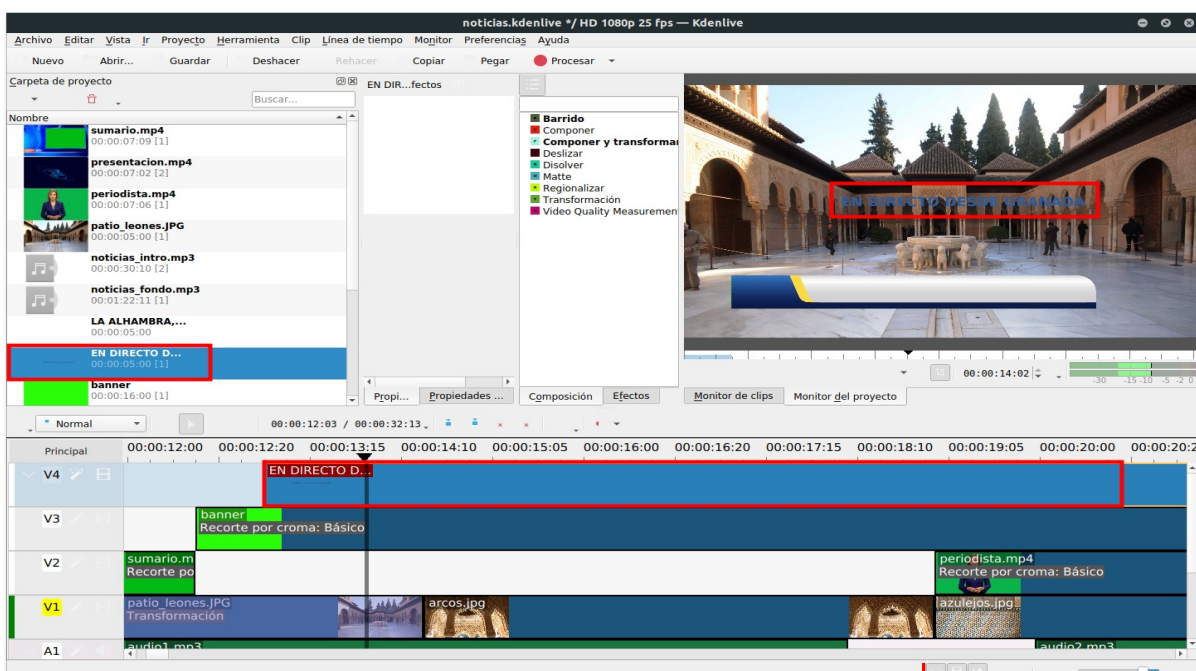 noticias.kdenlive */ HD 1080p 25 fps — Kdenlive
Archivo Editar Vista Ir Proyecto Herramienta Clip Línea de tiempo Monitor Preferencias Ayuda
Nuevo Abrir... Guardar Deshacer Rehacer Copiar Pegar Procesar
Carpeta de proyecto
Buscar...
Nombre
sumario.mp4
00:00:07:09 [1]
presentacion.mp4
00:00:07:02 [2]
periodista.mp4
00:00:07:06 [1]
patio_leones.JPG
00:00:05:00 [1]
noticias_intro.mp3
00:00:30:10 [2]
noticias_fondo.mp3
00:01:22:11 [1]
LA ALHAMBRA,...
00:00:05:00
EN DIRECTO D...
00:00:05:00 [1]
banner
00:00:16:00 [1]
EN DIR...fectos
Propi... Propiedades ...
Barrido
Componer
Componer y transformar
Deslizar
Disolver
Matte
Regionalizar
Transformación
Video Quality Measuremen
Composición Efectos
EN DIRECTO DESDE GRANADA
00:00:14:02
-30 -15 -10 -5 -2 0
Monitor de clips Monitor del proyecto
Normal 00:00:12:03 / 00:00:32:13
Principal 00:00:12:00 00:00:12:20 00:00:13:15 00:00:14:10 00:00:15:05 00:00:16:00 00:00:16:20 00:00:17:15 00:00:18:10 00:00:19:05 00:00:20:00 00:00:20:2
V4 EN DIRECTO D...
V3 banner
Recorte por croma: Básico
V2 sumario.m periodista.mp4
Recorte po Recorte por croma: Básico
V1 patio_leones.JPG arcos.jpg azulejos.jpg
Transformación
A1 audio1.mp3 audio2.mp3